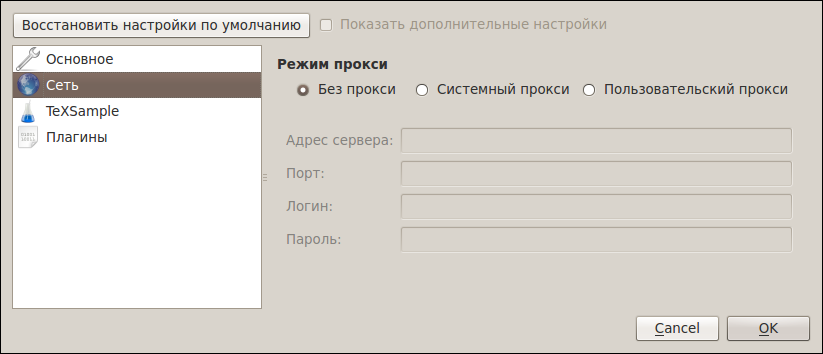 Восстановить настройки по умолчанию Показать дополнительные настройки
Основное
Сеть
TeXSample
Плагины
Режим прокси
Без прокси Системный прокси Пользовательский прокси
Адрес сервера:
Порт:
Логин:
Пароль:
Cancel OK